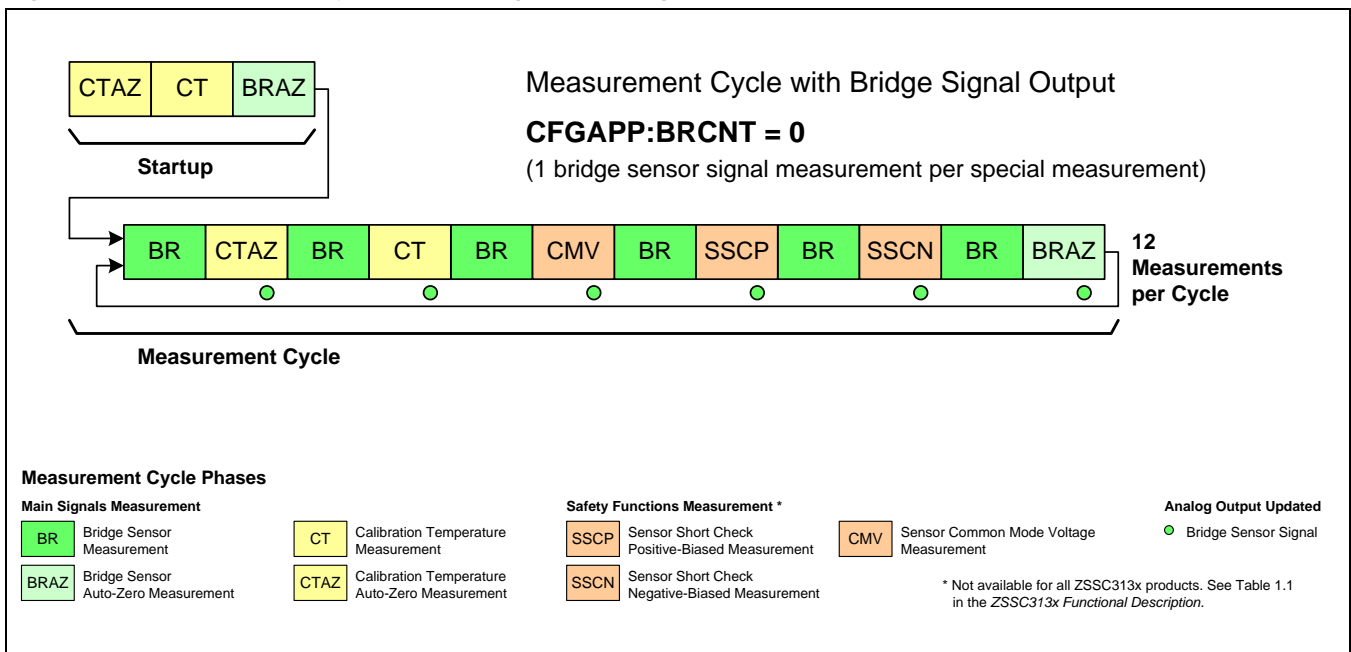 CTAZ CT BRAZ
Startup
Measurement Cycle with Bridge Signal Output
CFGAPP:BRCNT = 0
(1 bridge sensor signal measurement per special measurement)
BR CTAZ BR CT BR CMV BR SSCP BR SSCN BR BRAZ
12
Measurements
per Cycle
Measurement Cycle
Measurement Cycle Phases
Main Signals Measurement
BR
Bridge Sensor
Measurement
BRAZ
Bridge Sensor
Auto-Zero Measurement
CT
Calibration Temperature
Measurement
CTAZ
Calibration Temperature
Auto-Zero Measurement
Safety Functions Measurement *
SSCP
Sensor Short Check
Positive-Biased Measurement
SSCN
Sensor Short Check
Negative-Biased Measurement
CMV
Sensor Common Mode Voltage
Measurement
Analog Output Updated
Bridge Sensor Signal
* Not available for all ZSSC313x products. See Table 1.1
in the ZSSC313x Functional Description.